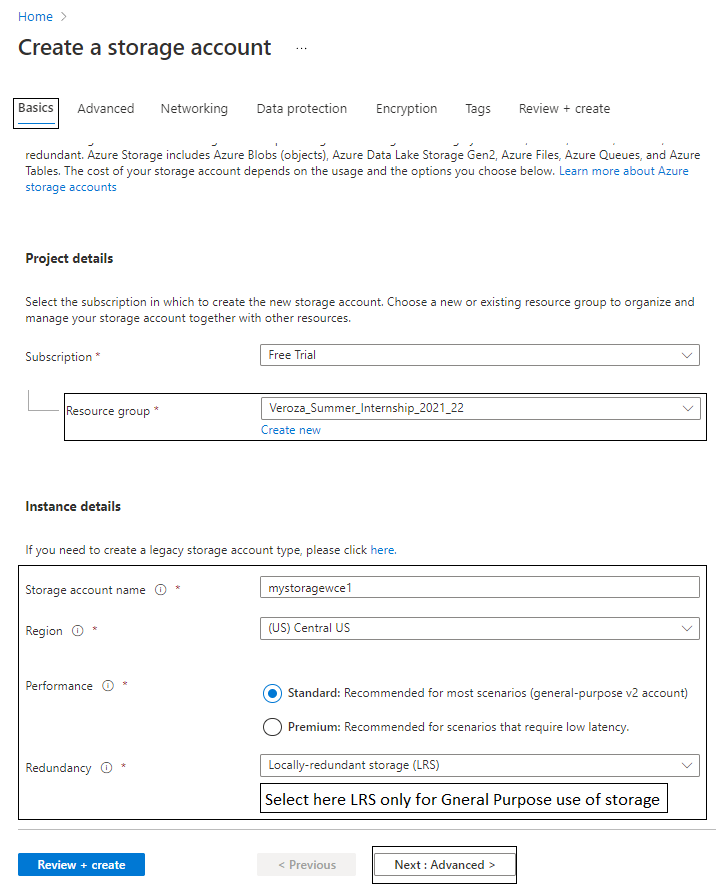 Home >
Create a storage account ...
Basics Advanced Networking Data protection Encryption Tags Review + create
redundant. Azure Storage includes Azure Blobs (objects), Azure Data Lake Storage Gen2, Azure Files, Azure Queues, and Azure
Tables. The cost of your storage account depends on the usage and the options you choose below. Learn more about Azure
storage accounts
Project details
Select the subscription in which to create the new storage account. Choose a new or existing resource group to organize and
manage your storage account together with other resources.
Subscription * Free Trial
Resource group * Veroza_Summer_Internship_2021_22
Create new
Instance details
If you need to create a legacy storage account type, please click here.
Storage account name * mystoragewce1
Region * (US) Central US
Performance * Standard: Recommended for most scenarios (general-purpose v2 account)
Premium: Recommended for scenarios that require low latency.
Redundancy * Locally-redundant storage (LRS)
Select here LRS only for Gneral Purpose use of storage
Review + create < Previous Next : Advanced >